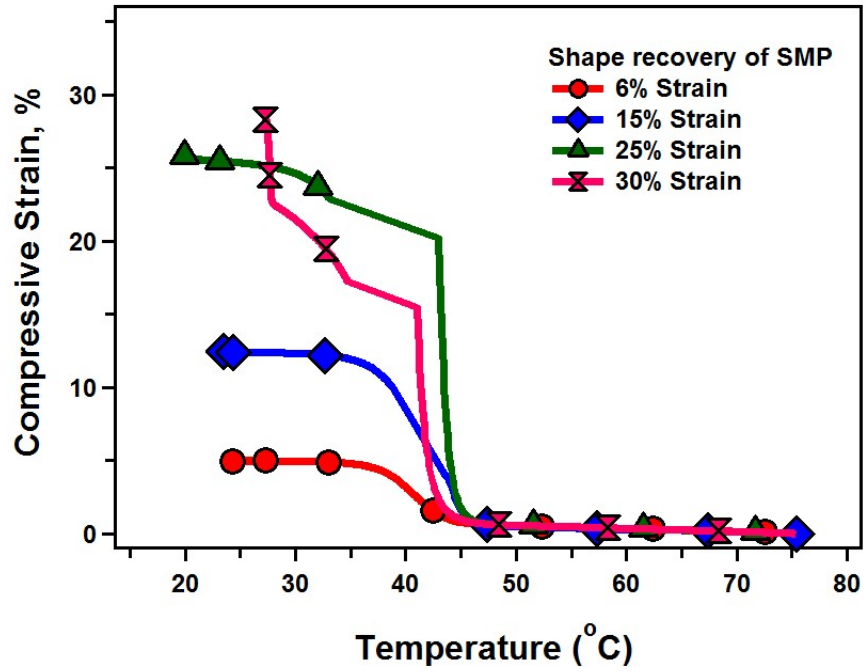 Shape recovery of SMP
6% Strain
15% Strain
25% Strain
30% Strain
Compressive Strain, %
30
20
10
0
20 30 40 50 60 70 80
Temperature (°C)